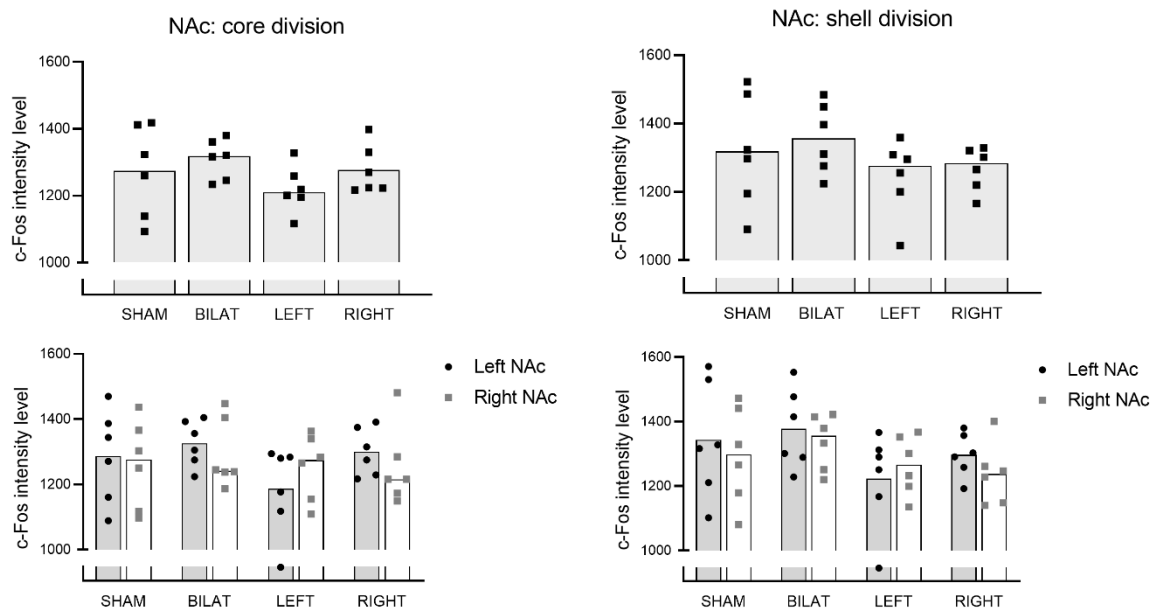 NAc: core division
c-Fos intensity level
1600
1400
1200
1000
SHAM BILAT LEFT RIGHT
NAc: shell division
c-Fos intensity level
1600
1400
1200
1000
SHAM BILAT LEFT RIGHT
c-Fos intensity level
1600
1400
1200
1000
SHAM BILAT LEFT RIGHT
Left NAc
Right NAc
c-Fos intensity level
1600
1400
1200
1000
SHAM BILAT LEFT RIGHT
Left NAc
Right NAc